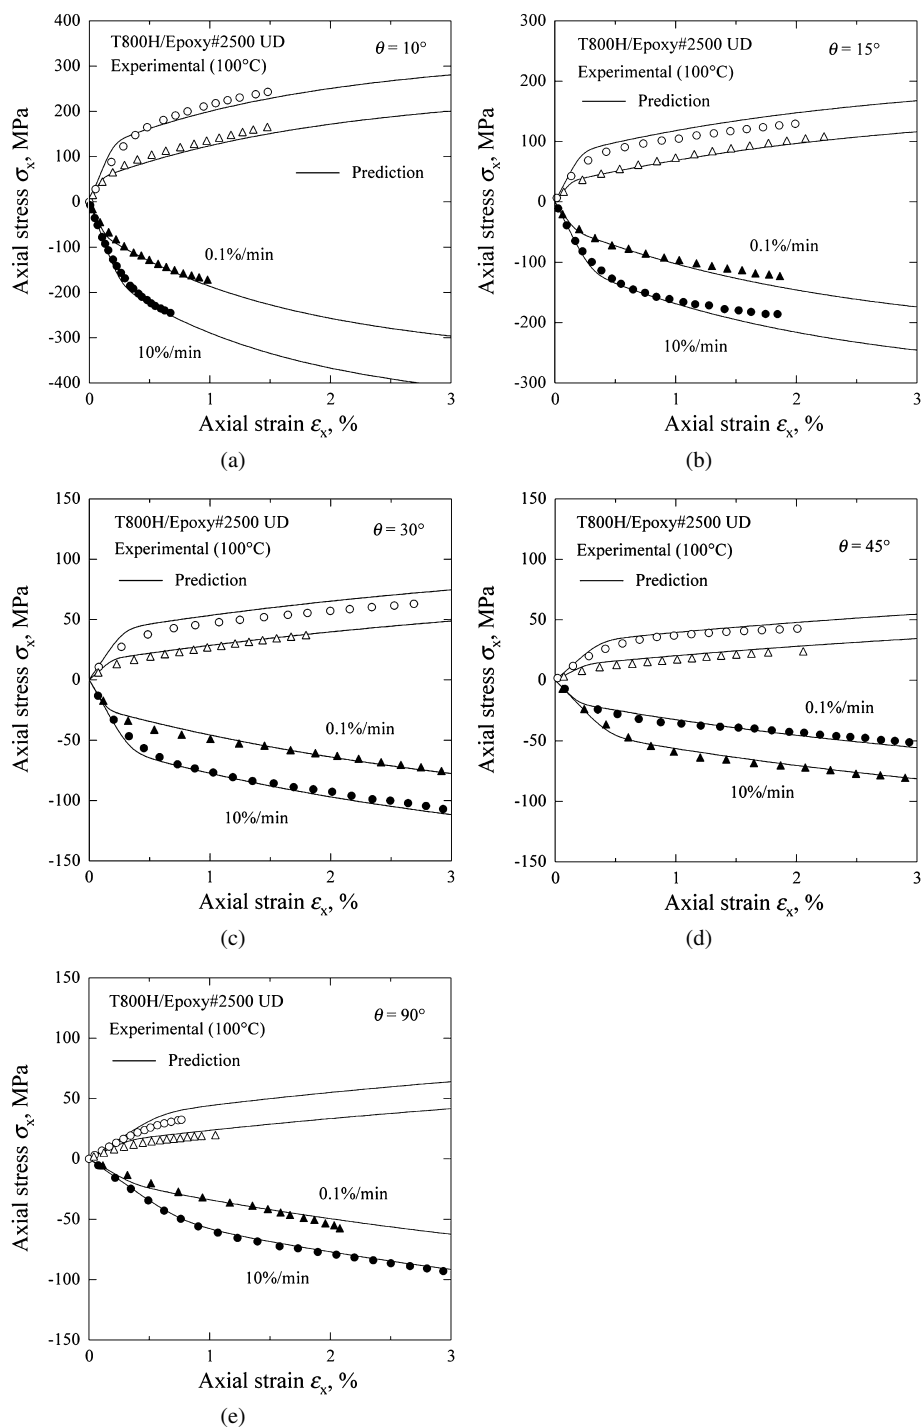 400
300
200
100
0
-100
-200
-300
-400
Axial stress σx, MPa
T800H/Epoxy#2500 UD
θ = 10°
Experimental (100°C)
Prediction
0.1%/min
10%/min
0 1 2 3
Axial strain εx, %
(a)
300
200
100
0
-100
-200
-300
Axial stress σx, MPa
T800H/Epoxy#2500 UD
θ = 15°
Experimental (100°C)
Prediction
0.1%/min
10%/min
0 1 2 3
Axial strain εx, %
(b)
150
100
50
0
-50
-100
-150
Axial stress σx, MPa
T800H/Epoxy#2500 UD
θ = 30°
Experimental (100°C)
Prediction
0.1%/min
10%/min
0 1 2 3
Axial strain εx, %
(c)
150
100
50
0
-50
-100
-150
Axial stress σx, MPa
T800H/Epoxy#2500 UD
θ = 45°
Experimental (100°C)
Prediction
0.1%/min
10%/min
0 1 2 3
Axial strain εx, %
(d)
150
100
50
0
-50
-100
-150
Axial stress σx, MPa
T800H/Epoxy#2500 UD
θ = 90°
Experimental (100°C)
Prediction
0.1%/min
10%/min
0 1 2 3
Axial strain εx, %
(e)